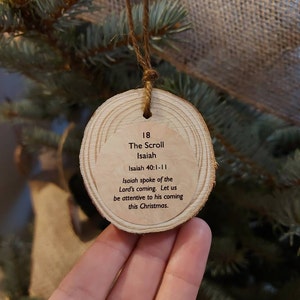 18
The Scroll
Isaiah
Isaiah 40:1-11
Isaiah spoke of the
Lord's coming. Let us
be attentive to his coming
this Christmas.